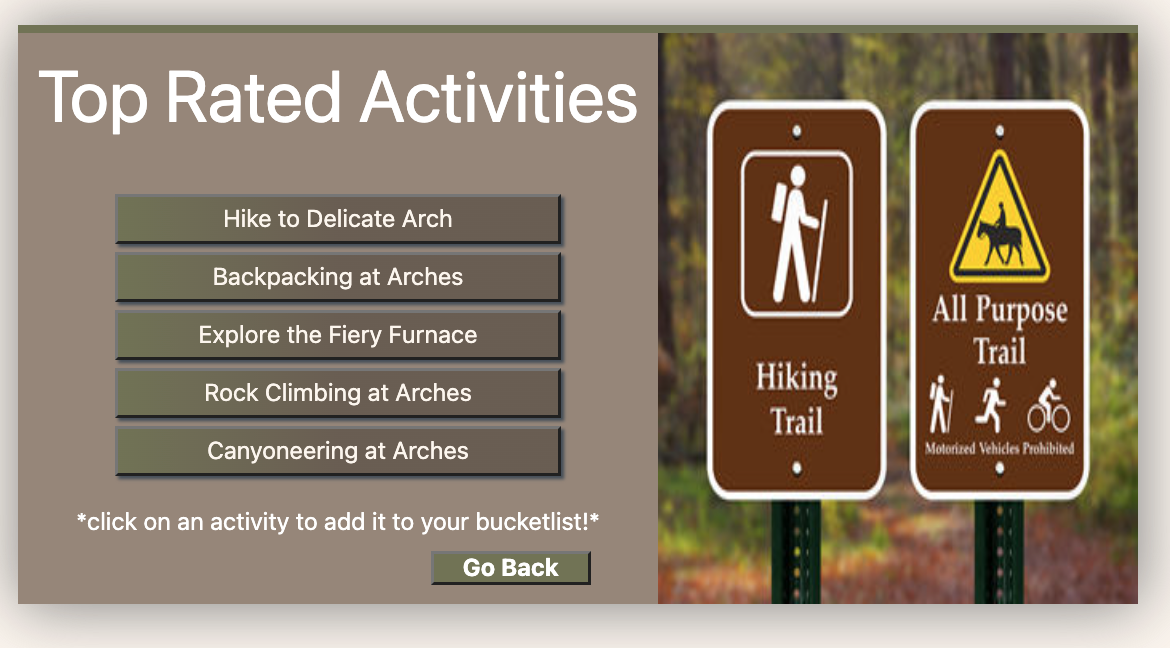 Top Rated Activities
Hike to Delicate Arch
Backpacking at Arches
Explore the Fiery Furnace
Rock Climbing at Arches
Canyoneering at Arches
*click on an activity to add it to your bucketlist!*
Go Back
Hiking
Trail
All Purpose
Trail
Motorized Vehicles Prohibited